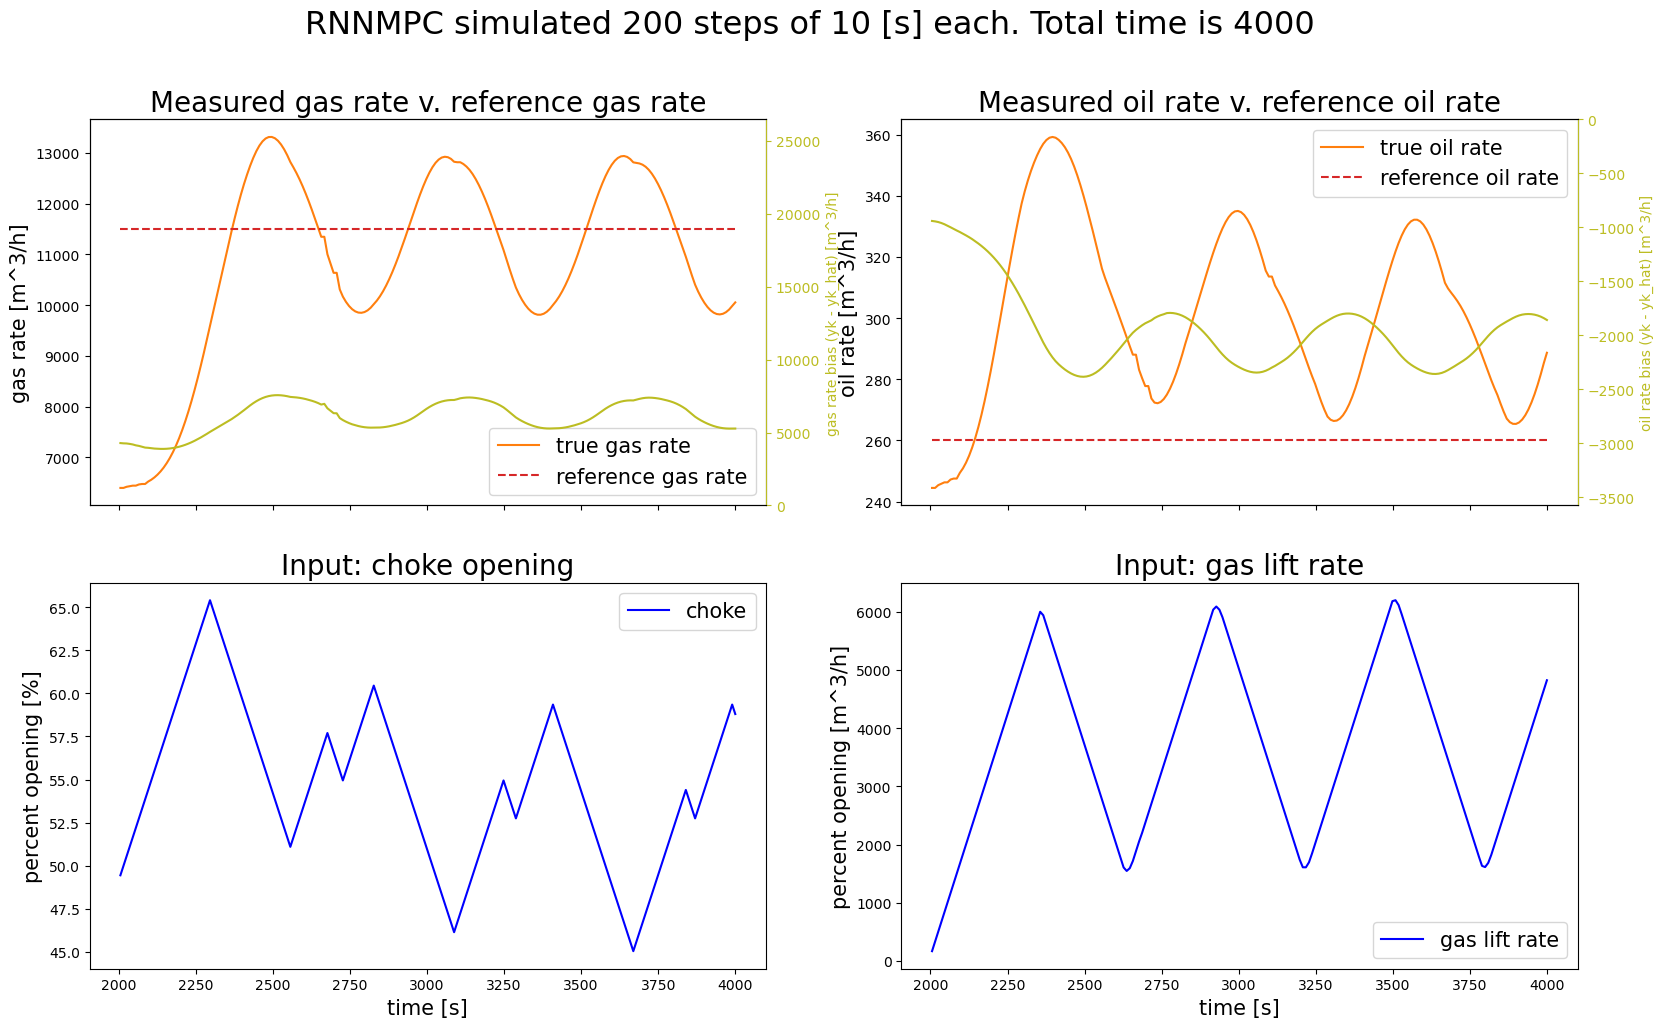 RNNMPC simulated 200 steps of 10 [s] each. Total time is 4000
Measured gas rate v. reference gas rate
gas rate [m^3/h]
13000
12000
11000
10000
9000
8000
7000
true gas rate
reference gas rate
25000
20000
15000
10000
5000
0
gas rate bias (yk - yk_hat) [m^3/h]
Measured oil rate v. reference oil rate
oil rate [m^3/h]
360
340
320
300
280
260
240
true oil rate
reference oil rate
0
−500
−1000
−1500
−2000
−2500
−3000
−3500
oil rate bias (yk - yk_hat) [m^3/h]
Input: choke opening
percent opening [%]
65.0
62.5
60.0
57.5
55.0
52.5
50.0
47.5
45.0
choke
2000 2250 2500 2750 3000 3250 3500 3750 4000
time [s]
Input: gas lift rate
percent opening [m^3/h]
6000
5000
4000
3000
2000
1000
0
gas lift rate
2000 2250 2500 2750 3000 3250 3500 3750 4000
time [s]